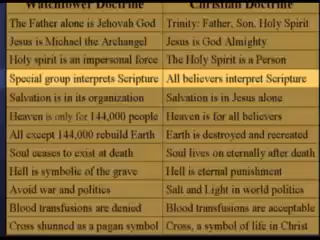 Watchtower Doctrine Christian Doctrine
The Father alone is Jehovah God Trinity: Father, Son, Holy Spirit
Jesus is Michael the Archangel Jesus is God Almighty
Holy spirit is an impersonal force The Holy Spirit is a Person
Special group interprets Scripture All believers interpret Scripture
Salvation is in its organization Salvation is in Jesus alone
Heaven is only for 144,000 people Heaven is for all believers
All except 144,000 rebuild Earth Earth is destroyed and recreated
Soul ceases to exist at death Soul lives on eternally after death
Hell is symbolic of the grave Hell is eternal punishment
Avoid war and politics Salt and Light in world politics
Blood transfusions are denied Blood transfusions are acceptable
Cross shunned as a pagan symbol Cross, a symbol of life in Christ